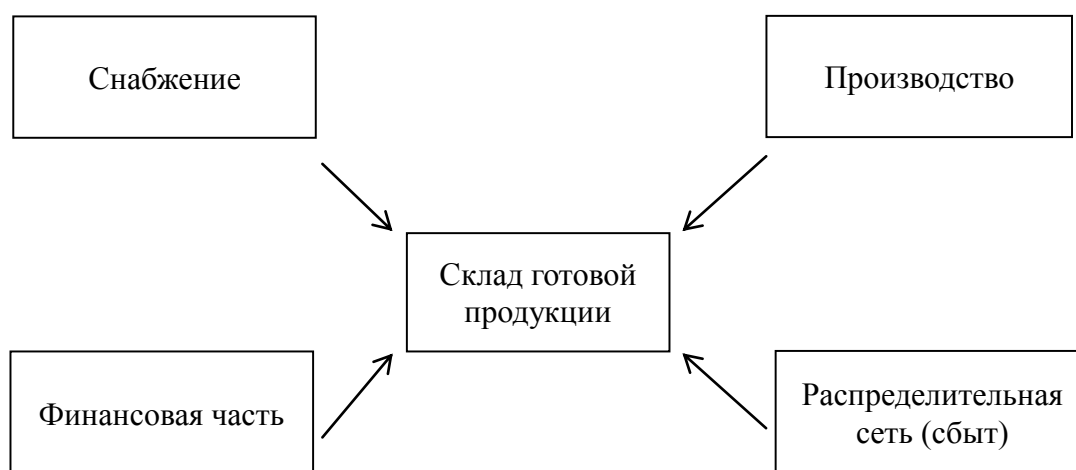 Снабжение
Производство
Склад готовой
продукции
Финансовая часть
Распределительная
сеть (сбыт)